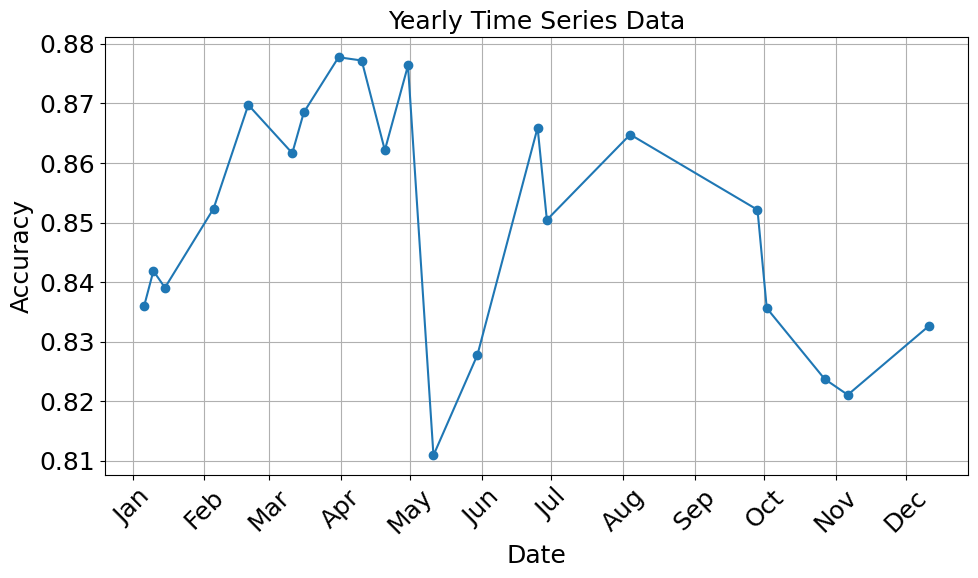 Yearly Time Series Data
0.88
0.87
0.86
0.85
0.84
0.83
0.82
0.81
Accuracy
Jan
Feb
Mar
Apr
May
Jun
Jul
Aug
Sep
Oct
Nov
Dec
Date